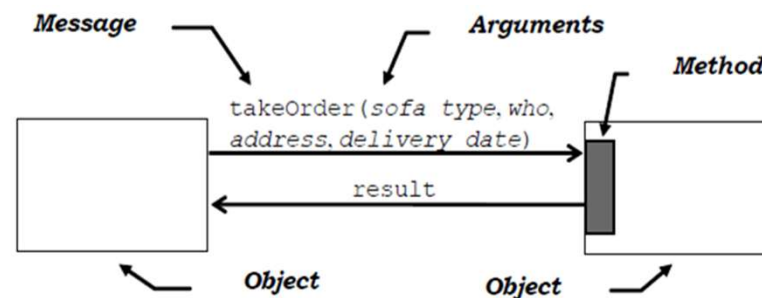 Message
Arguments
Method
takeOrder(sofa type, who,
address, delivery date)
result
Object
Object